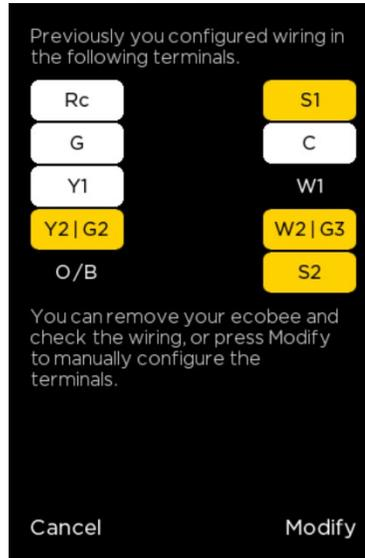 Previously you configured wiring in
the following terminals.
Rc S1
G C
Y1 W1
Y2 | G2 W2 | G3
O/B S2
You can remove your ecobee and
check the wiring, or press Modify
to manually configure the
terminals.
Cancel Modify